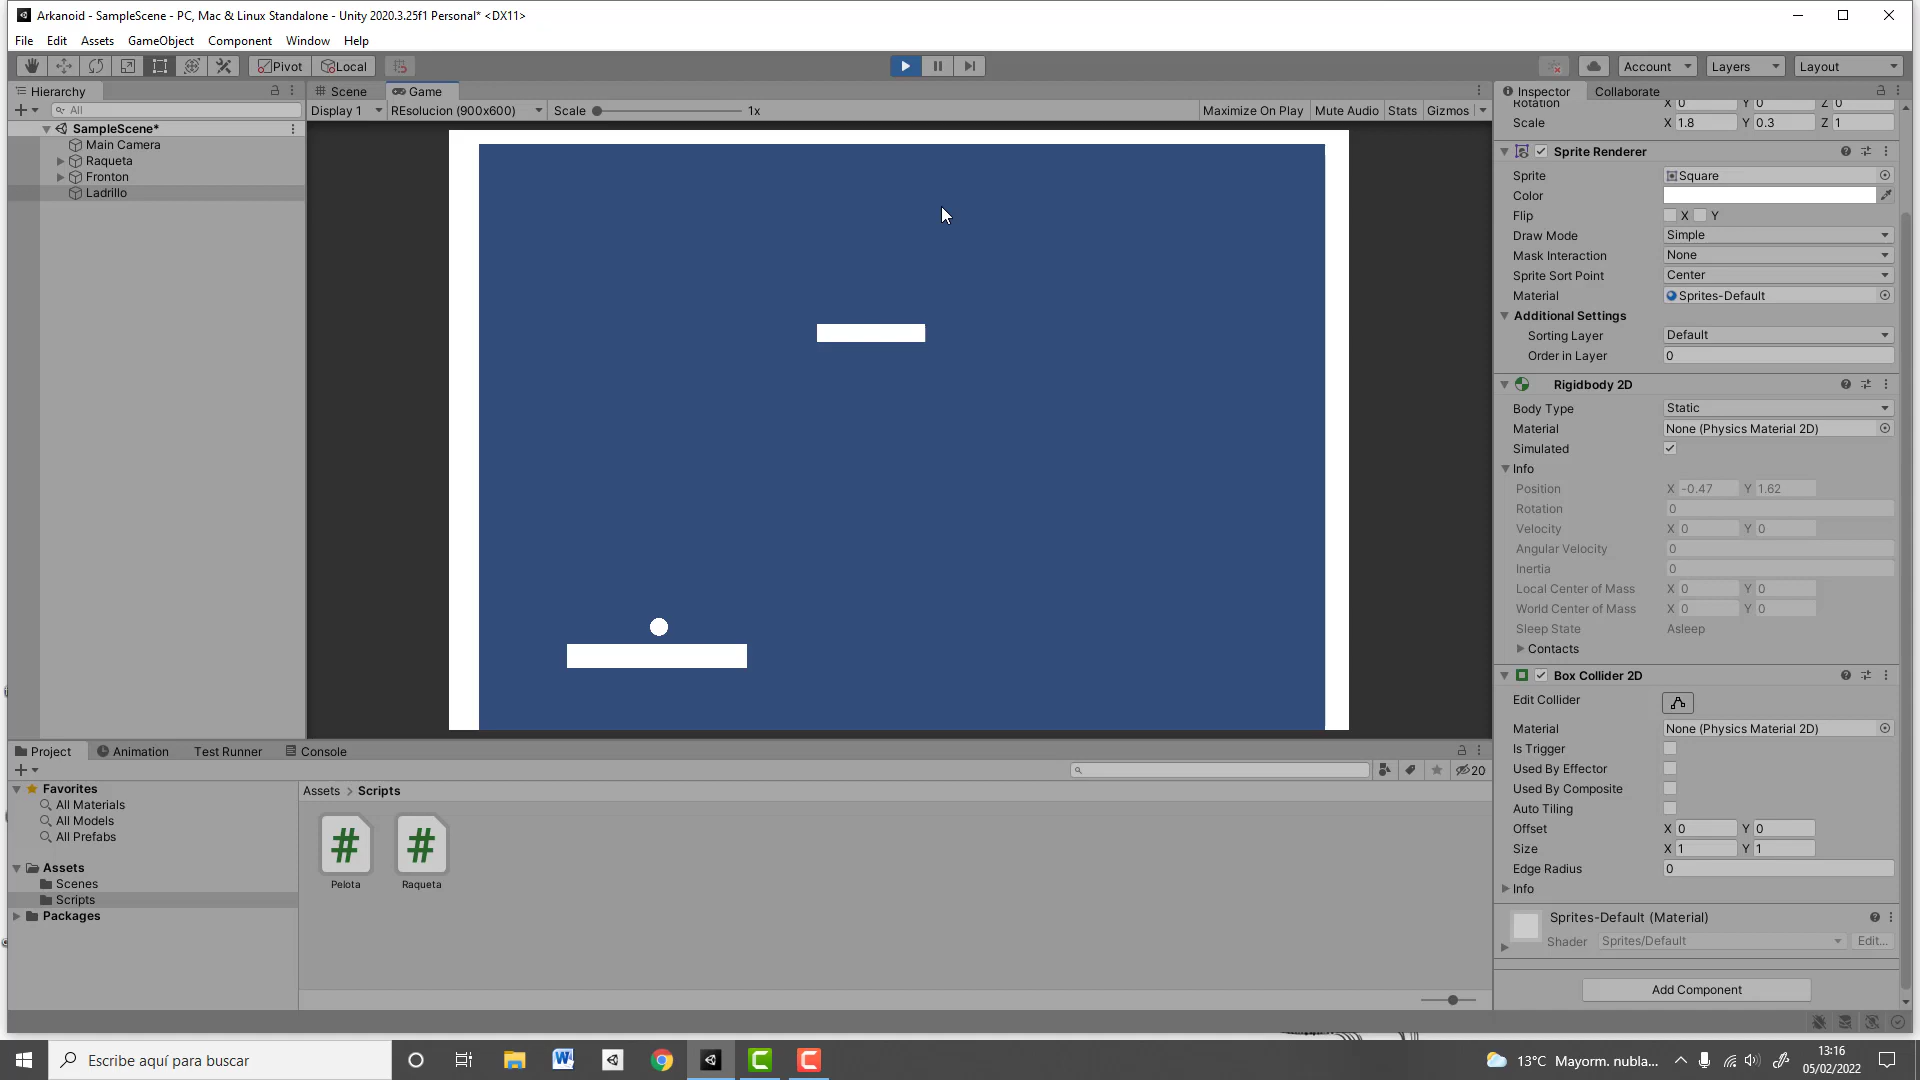 Arkanoid - SampleScene - PC, Mac & Linux Standalone - Unity 2020.3.25f1 Personal* <DX11>
File Edit Assets GameObject Component Window Help
Pivot Local Account Layers Layout
Hierarchy
All
SampleScene*
Main Camera
Raqueta
Fronton
Ladrillo
Scene Game
Display 1 REsolucion (900x600) Scale 1x Maximize On Play Mute Audio Stats Gizmos
Inspector Collaborate
Rotation X 0 Y 0 Z 0
Scale X 1.8 Y 0.3 Z 1
Sprite Renderer
Sprite Square
Color
Flip X Y
Draw Mode Simple
Mask Interaction None
Sprite Sort Point Center
Material Sprites-Default
Additional Settings
Sorting Layer Default
Order in Layer 0
Rigidbody 2D
Body Type Static
Material None (Physics Material 2D)
Simulated
Info
Position X -0.47 Y 1.62
Rotation 0
Velocity X 0 Y 0
Angular Velocity 0
Inertia 0
Local Center of Mass X 0 Y 0
World Center of Mass X 0 Y 0
Sleep State Asleep
Contacts
Box Collider 2D
Edit Collider
Material None (Physics Material 2D)
Is Trigger
Used By Effector
Used By Composite
Auto Tiling
Offset X 0 Y 0
Size X 1 Y 1
Edge Radius 0
Info
Sprites-Default (Material)
Shader Sprites/Default Edit...
Add Component
Project Animation Test Runner Console
20
Favorites
All Materials
All Models
All Prefabs
Assets
Scenes
Scripts
Packages
Assets > Scripts
Pelota
Raqueta
Escribe aquí para buscar
13°C Mayorm. nubla...
13:16
05/02/2022